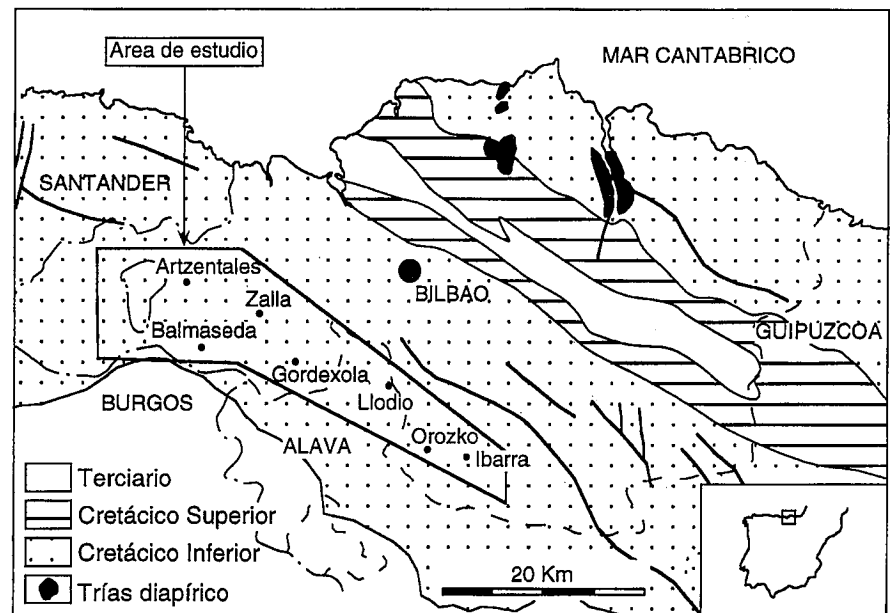 Area de estudio
MAR CANTABRICO
SANTANDER
Artzentales
Zalla
BILBAO
Balmaseda
GUIPUZCOA
Gordexola
Llodio
BURGOS
ALAVA
Orozko
Ibarra
Terciario
Cretácico Superior
Cretácico Inferior
Trías diapírico
20 Km